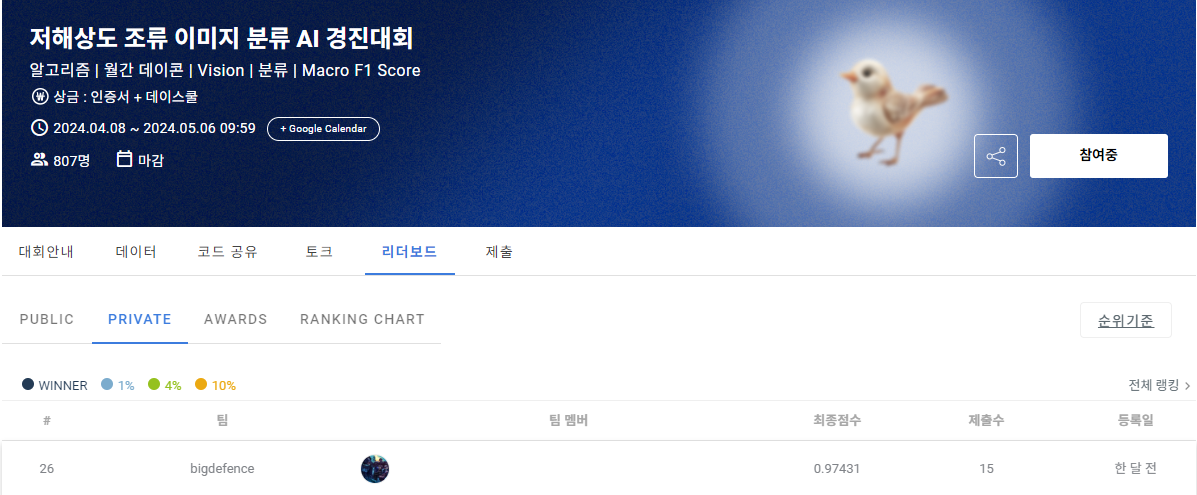 저해상도 조류 이미지 분류 AI 경진대회
알고리즘 | 월간 데이콘 | Vision | 분류 | Macro F1 Score
₩ 상금 : 인증서 + 데이스쿨
2024.04.08 ~ 2024.05.06 09:59 + Google Calendar
807명 마감
참여중
대회안내 데이터 코드 공유 토크 리더보드 제출
PUBLIC PRIVATE AWARDS RANKING CHART
순위기준
WINNER 1% 4% 10%
전체 랭킹 >
# 팀 팀 멤버 최종점수 제출수 등록일
26 bigdefence 0.97431 15 한 달 전